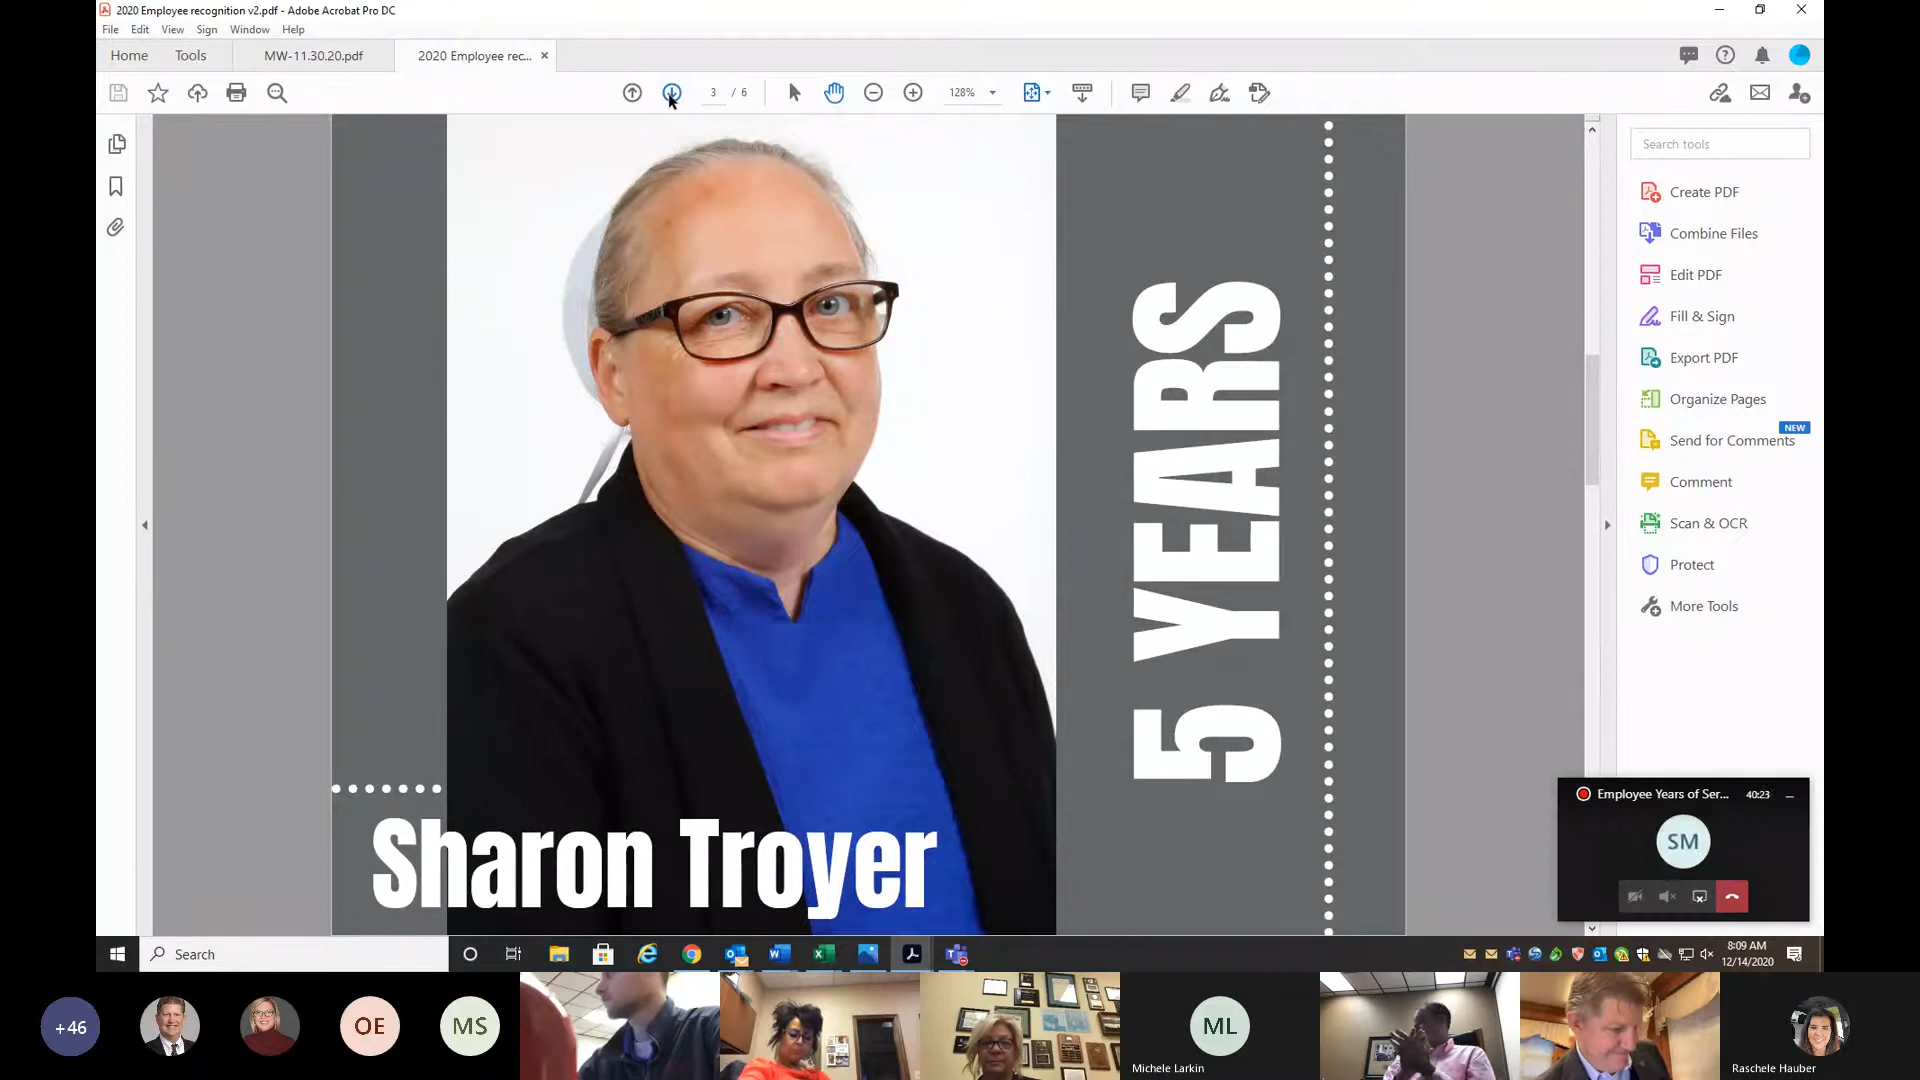 2020 Employee recognition v2.pdf - Adobe Acrobat Pro DC
File Edit View Sign Window Help
Home Tools MW-11.30.20.pdf 2020 Employee rec... ×
3 / 6 128%
Search tools
Create PDF
Combine Files
Edit PDF
Fill & Sign
Export PDF
Organize Pages
NEW
Send for Comments
Comment
Scan & OCR
Protect
More Tools
5 YEARS
Sharon Troyer
Employee Years of Ser... 40:23
SM
Search
8:09 AM
12/14/2020
+46
OE
MS
ML
Michele Larkin
Raschele Hauber